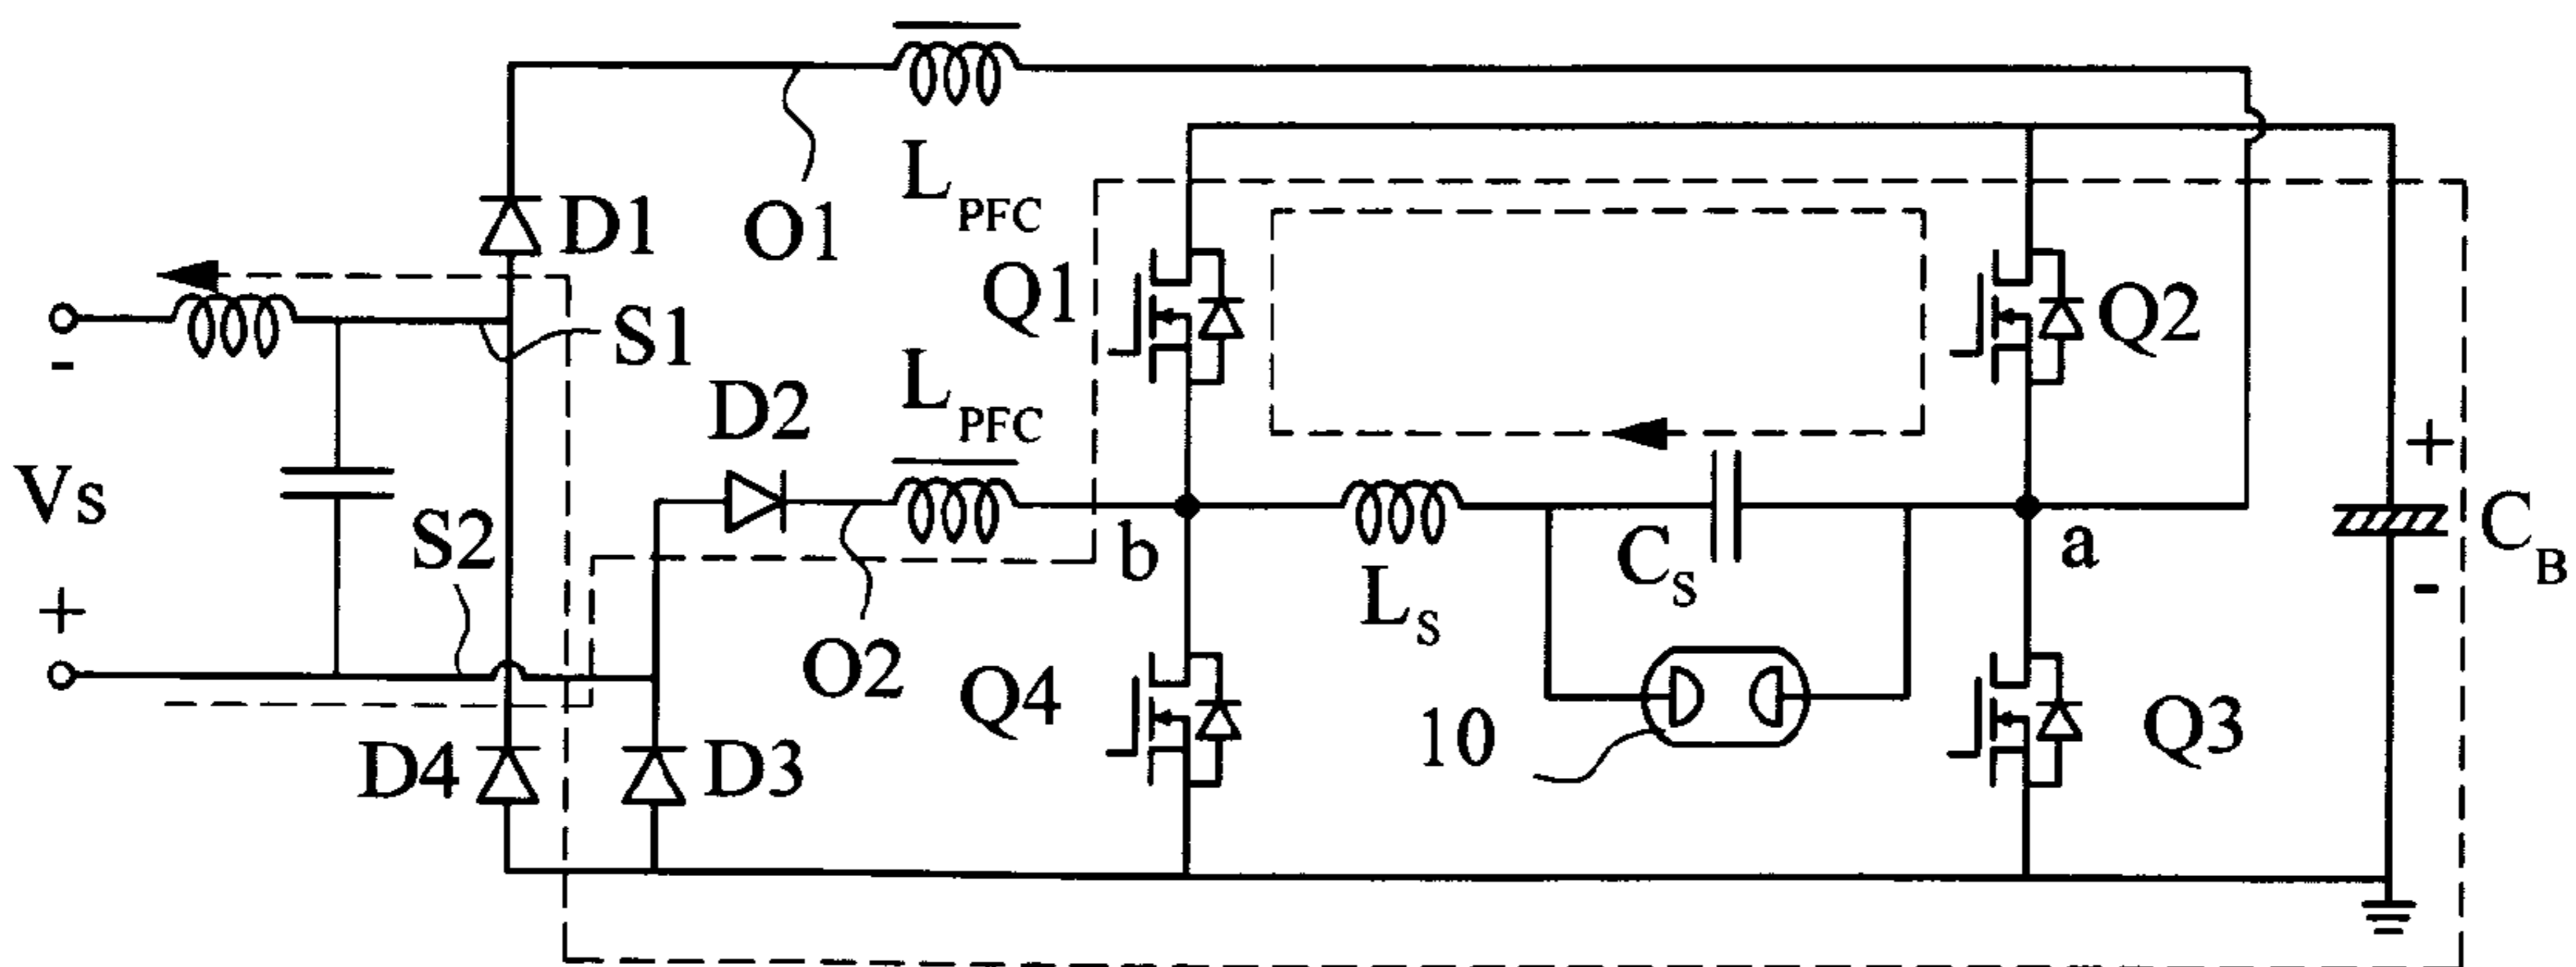 L PFC
D1
O1
Q1
Q2
-
S1
L PFC
D2
+
Vs
S2
b
C S
a
C B
L S
-
+
O2
Q4
10
Q3
D4
D3